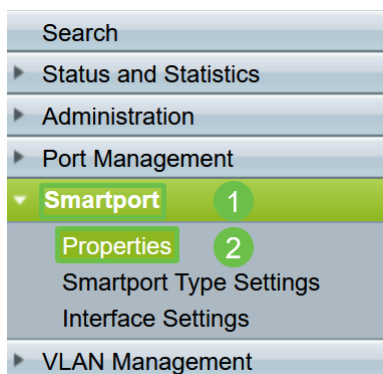 Search
Status and Statistics
Administration
Port Management
Smartport 1
Properties 2
Smartport Type Settings
Interface Settings
VLAN Management